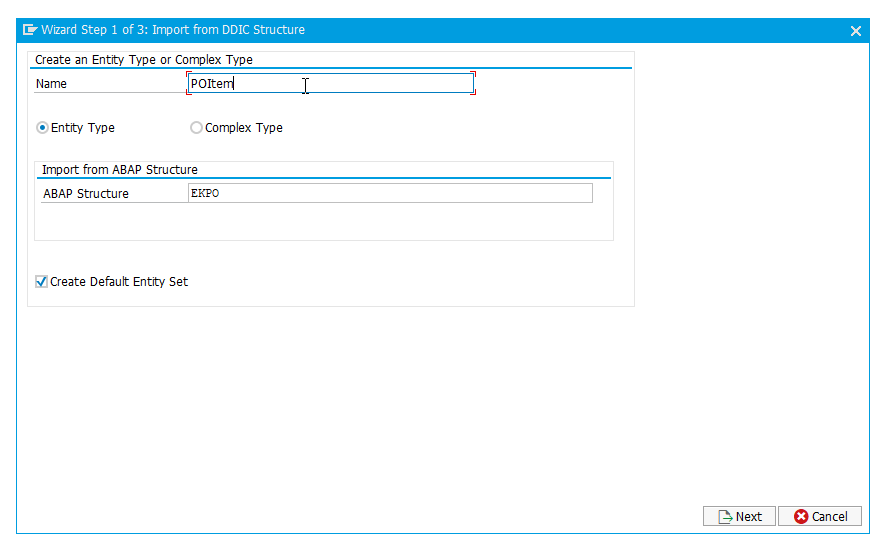 Wizard Step 1 of 3: Import from DDIC Structure
Create an Entity Type or Complex Type
Name POItem
Entity Type Complex Type
Import from ABAP Structure
ABAP Structure EKPO
Create Default Entity Set
Next Cancel